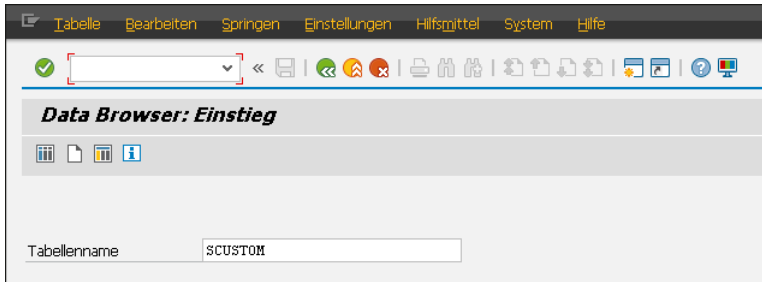 Tabelle Bearbeiten Springen Einstellungen Hilfsmittel System Hilfe
Data Browser: Einstieg
Tabellenname SCUSTOM